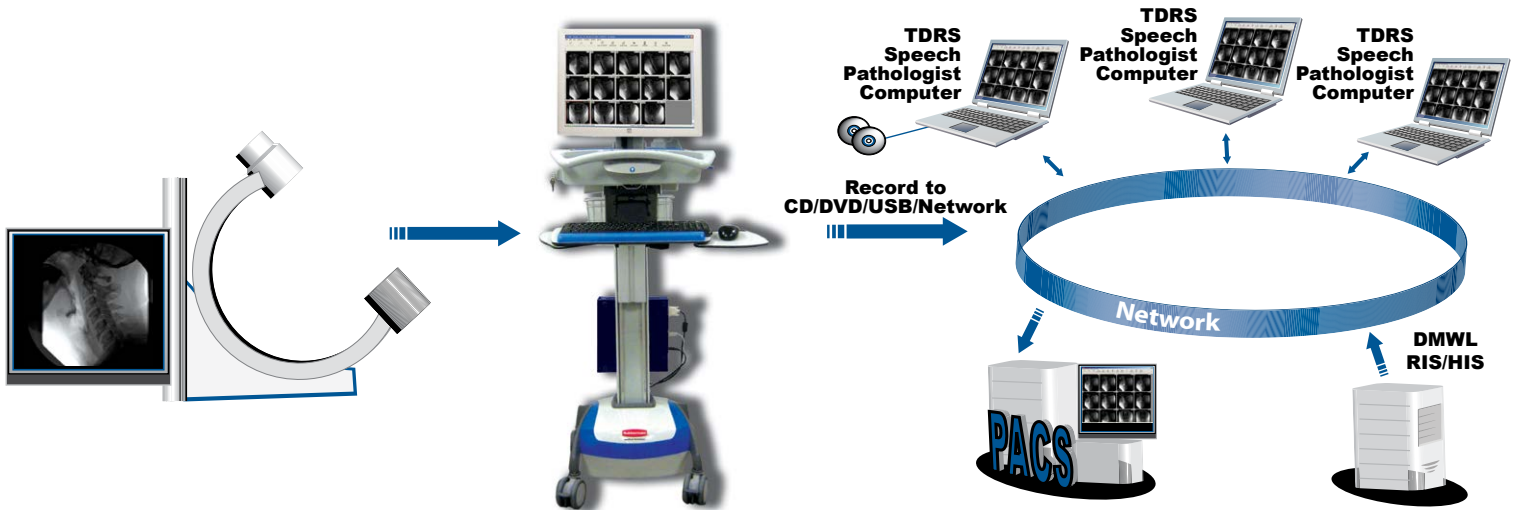 TDRS
Speech
Pathologist
Computer
TDRS
Speech
Pathologist
Computer
TDRS
Speech
Pathologist
Computer
Record to
CD/DVD/USB/Network
Network
DMWL
RIS/HIS
PACS